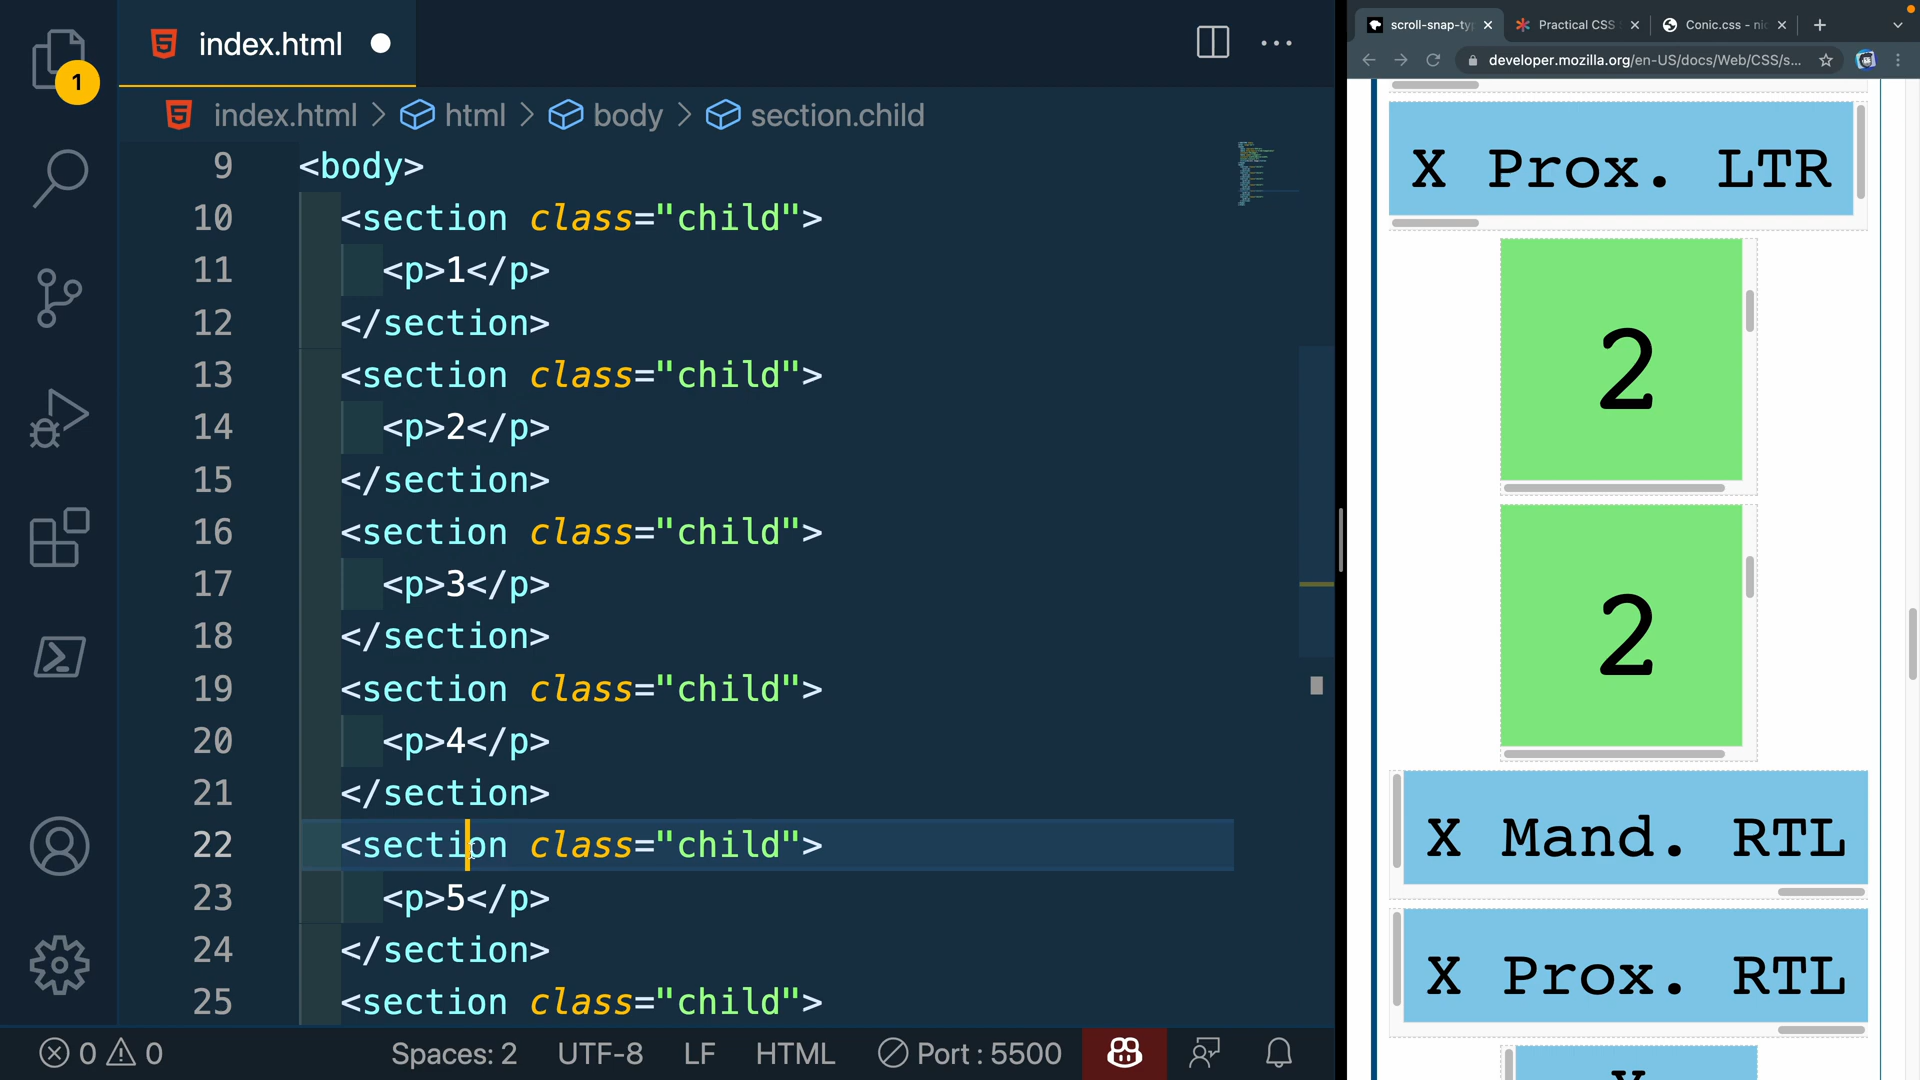 index.html
1
index.html > html > body > section.child
9 <body>
10 <section class="child">
11 <p>1</p>
12 </section>
13 <section class="child">
14 <p>2</p>
15 </section>
16 <section class="child">
17 <p>3</p>
18 </section>
19 <section class="child">
20 <p>4</p>
21 </section>
22 <section class="child">
23 <p>5</p>
24 </section>
25 <section class="child">
0 0 Spaces: 2 UTF-8 LF HTML Port : 5500
scroll-snap-typ Practical CSS Conic.css - ni
developer.mozilla.org/en-US/docs/Web/CSS/s...
X Prox. LTR
2
2
X Mand. RTL
X Prox. RTL